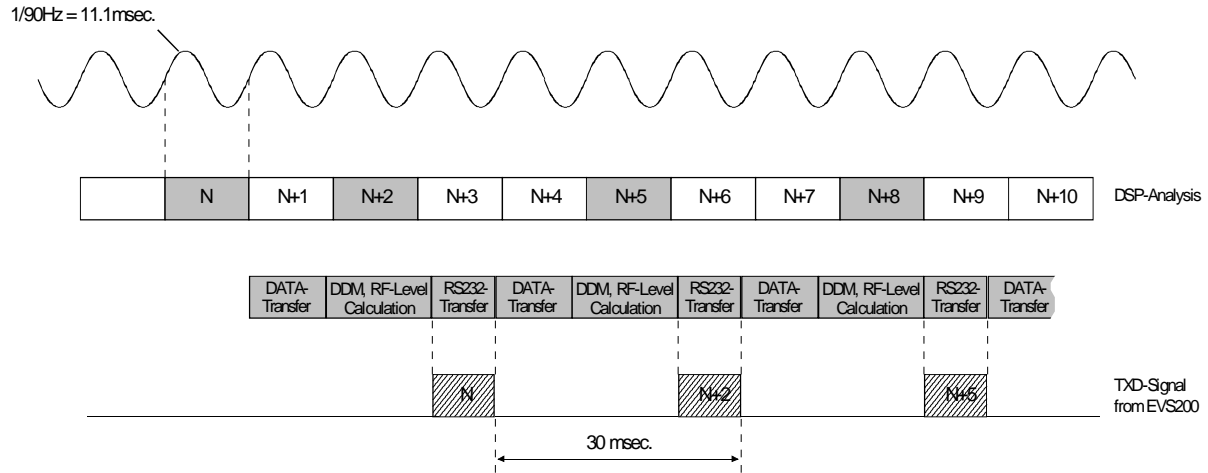 1/90Hz = 11.1msec.
N N+1 N+2 N+3 N+4 N+5 N+6 N+7 N+8 N+9 N+10 DSP-Analysis
DATA- DDM, RF-Level RS232- DATA- DDM, RF-Level RS232- DATA- DDM, RF-Level RS232- DATA-
Transfer Calculation Transfer Transfer Calculation Transfer Transfer Calculation Transfer Transfer
N N+2 N+5 TXD-Signal
from EVS200
30 msec.